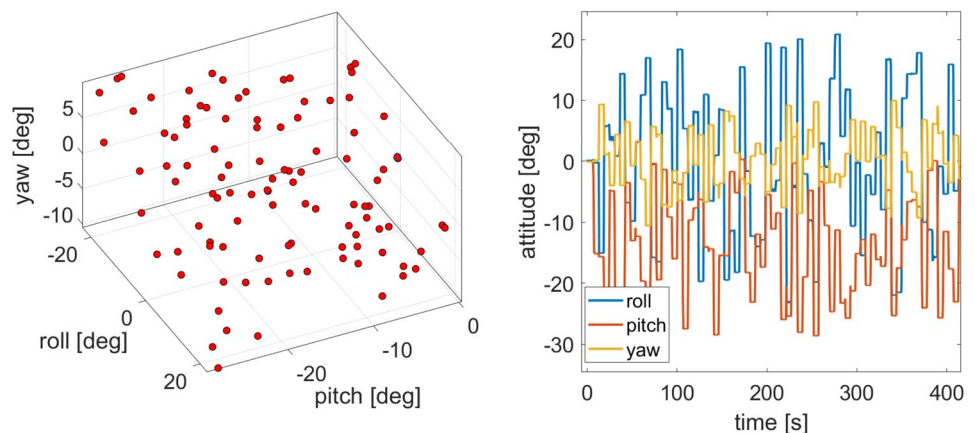 5
0
-5
-10
yaw [deg]
-20
0
20
roll [deg]
-20
-10
0
pitch [deg]
20
10
0
-10
-20
-30
attitude [deg]
roll
pitch
yaw
0 100 200 300 400
time [s]